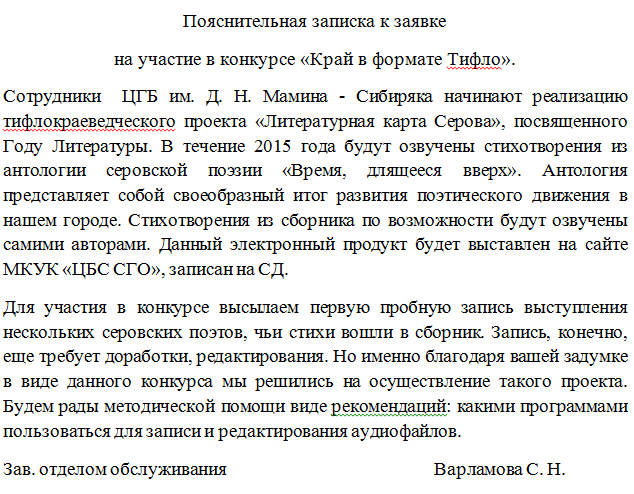 Пояснительная записка к заявке
на участие в конкурсе «Край в формате Тифло».
Сотрудники ЦГБ им. Д. Н. Мамина - Сибиряка начинают реализацию
тифлокраеведческого проекта «Литературная карта Серова», посвященного
Году Литературы. В течение 2015 года будут озвучены стихотворения из
антологии серовской поэзии «Время, длящееся вверх». Антология
представляет собой своеобразный итог развития поэтического движения в
нашем городе. Стихотворения из сборника по возможности будут озвучены
самими авторами. Данный электронный продукт будет выставлен на сайте
МКУК «ЦБС СГО», записан на СД.
Для участия в конкурсе высылаем первую пробную запись выступления
нескольких серовских поэтов, чьи стихи вошли в сборник. Запись, конечно,
еще требует доработки, редактирования. Но именно благодаря вашей задумке
в виде данного конкурса мы решились на осуществление такого проекта.
Будем рады методической помощи виде рекомендаций: какими программами
пользоваться для записи и редактирования аудиофайлов.
Зав. отделом обслуживания Варламова С. Н.